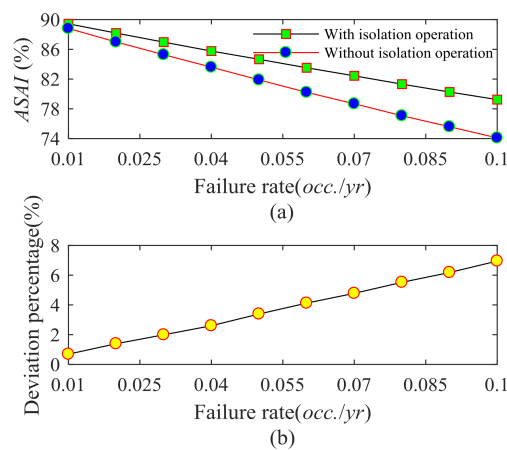 90
86
82
78
74
ASAI (%)
With isolation operation
Without isolation operation
0.01 0.025 0.04 0.055 0.07 0.085 0.1
Failure rate(occ./yr)
(a)
8
6
4
2
0
Deviation percentage(%)
0.01 0.025 0.04 0.055 0.07 0.085 0.1
Failure rate(occ./yr)
(b)